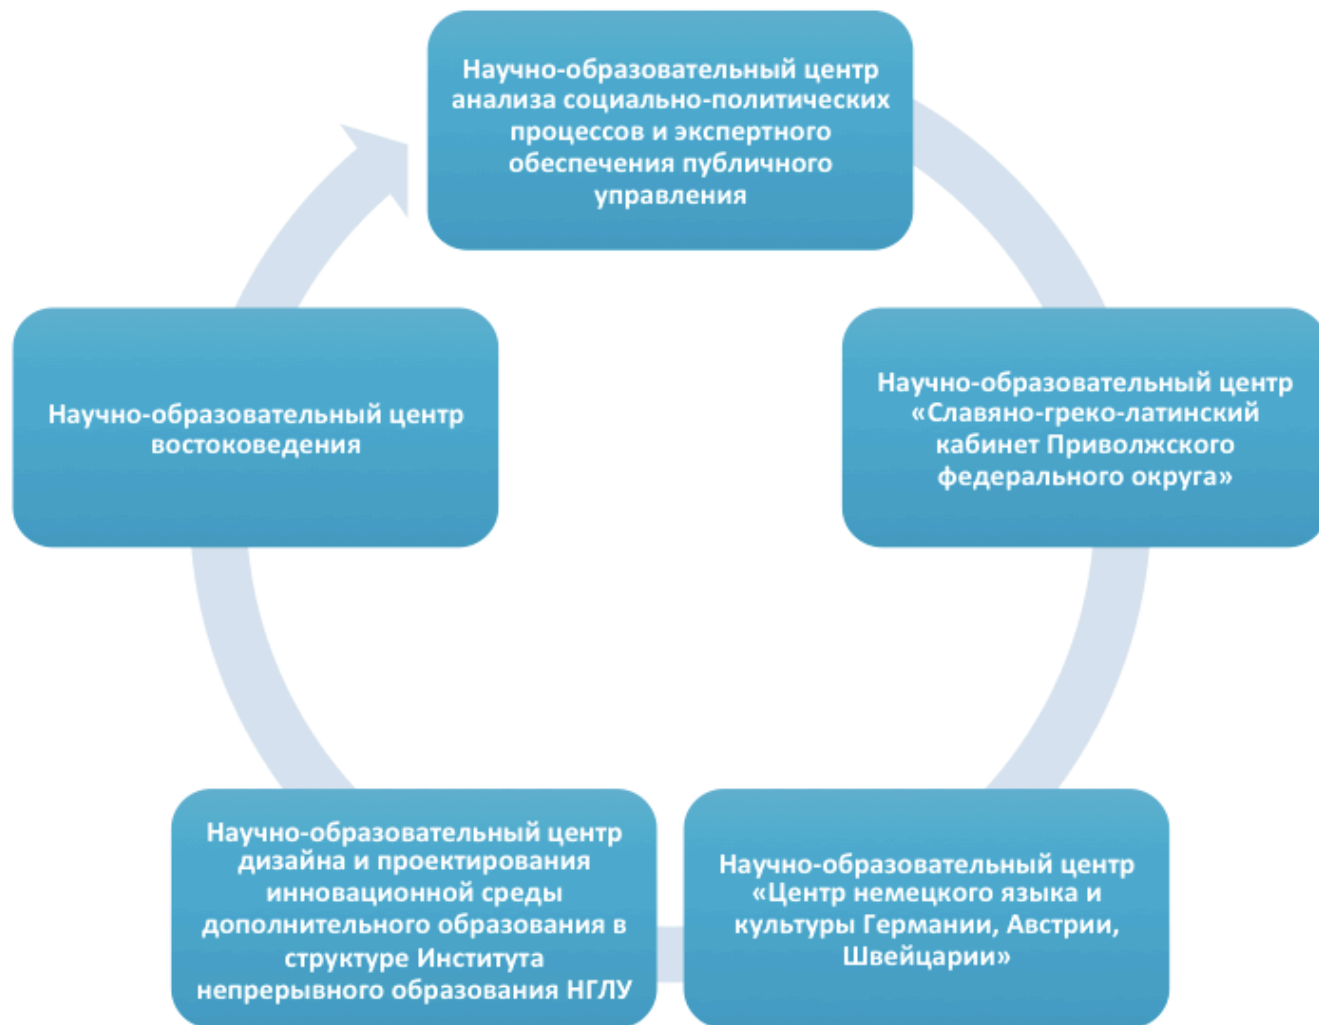 Научно-образовательный центр
анализа социально-политических
процессов и экспертного
обеспечения публичного
управления
Научно-образовательный центр
«Славяно-греко-латинский
кабинет Приволжского
федерального округа»
Научно-образовательный центр
«Центр немецкого языка и
культуры Германии, Австрии,
Швейцарии»
Научно-образовательный центр
дизайна и проектирования
инновационной среды
дополнительного образования в
структуре Института
непрерывного образования НГЛУ
Научно-образовательный центр
востоковедения